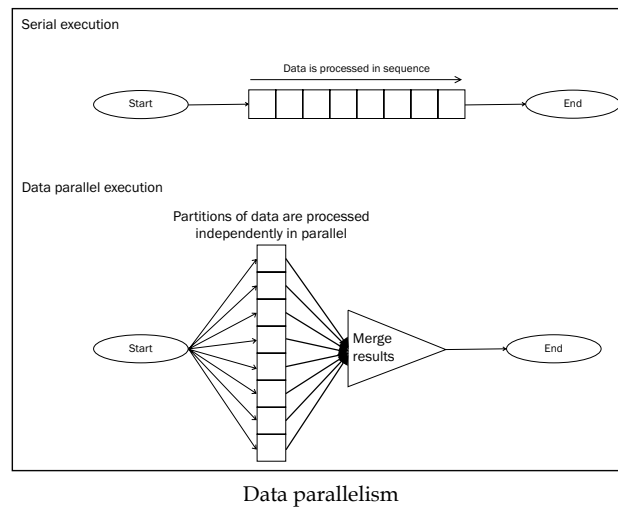 Serial execution
Data is processed in sequence
Start
End
Data parallel execution
Partitions of data are processed
independently in parallel
Start
Merge
results
End
Data parallelism